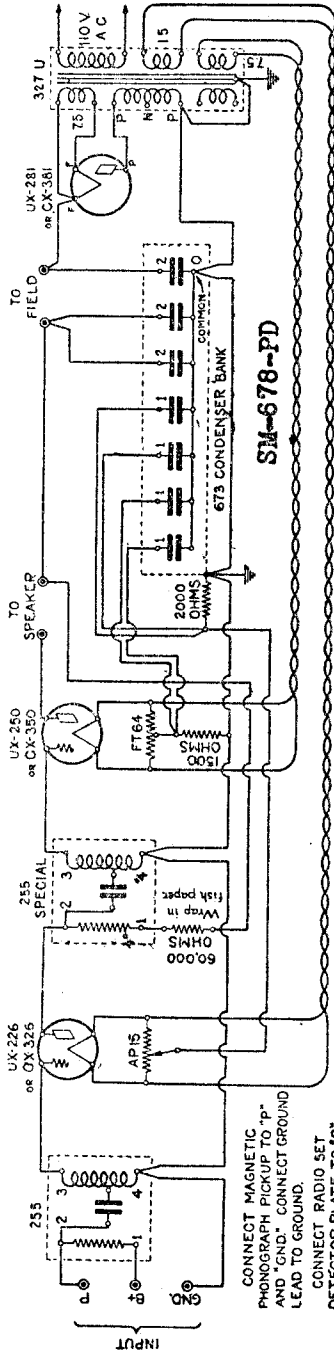 327 U
110 V.
A C
1.5
7.5
7.5
P
N
P
UX-281
OR CX-381
F
F
P
TO
FIELD
2
2
2
1
1
1
1
O
COMMON
673 CONDENSER BANK
SM-678-PD
TO
SPEAKER
2000
OHMS
UX-250
OR CX-350
FT64
1500
OHMS
255
SPECIAL
2
3
4
1
60,000
OHMS
Wrap in
fish paper
UX-226
OR CX-326
AP15
255
2
3
1
4
P
B+
GND.
INPUT
CONNECT MAGNETIC
PHONOGRAPH PICKUP TO "P"
AND "GND." CONNECT GROUND
LEAD TO GROUND.
CONNECT RADIO SET